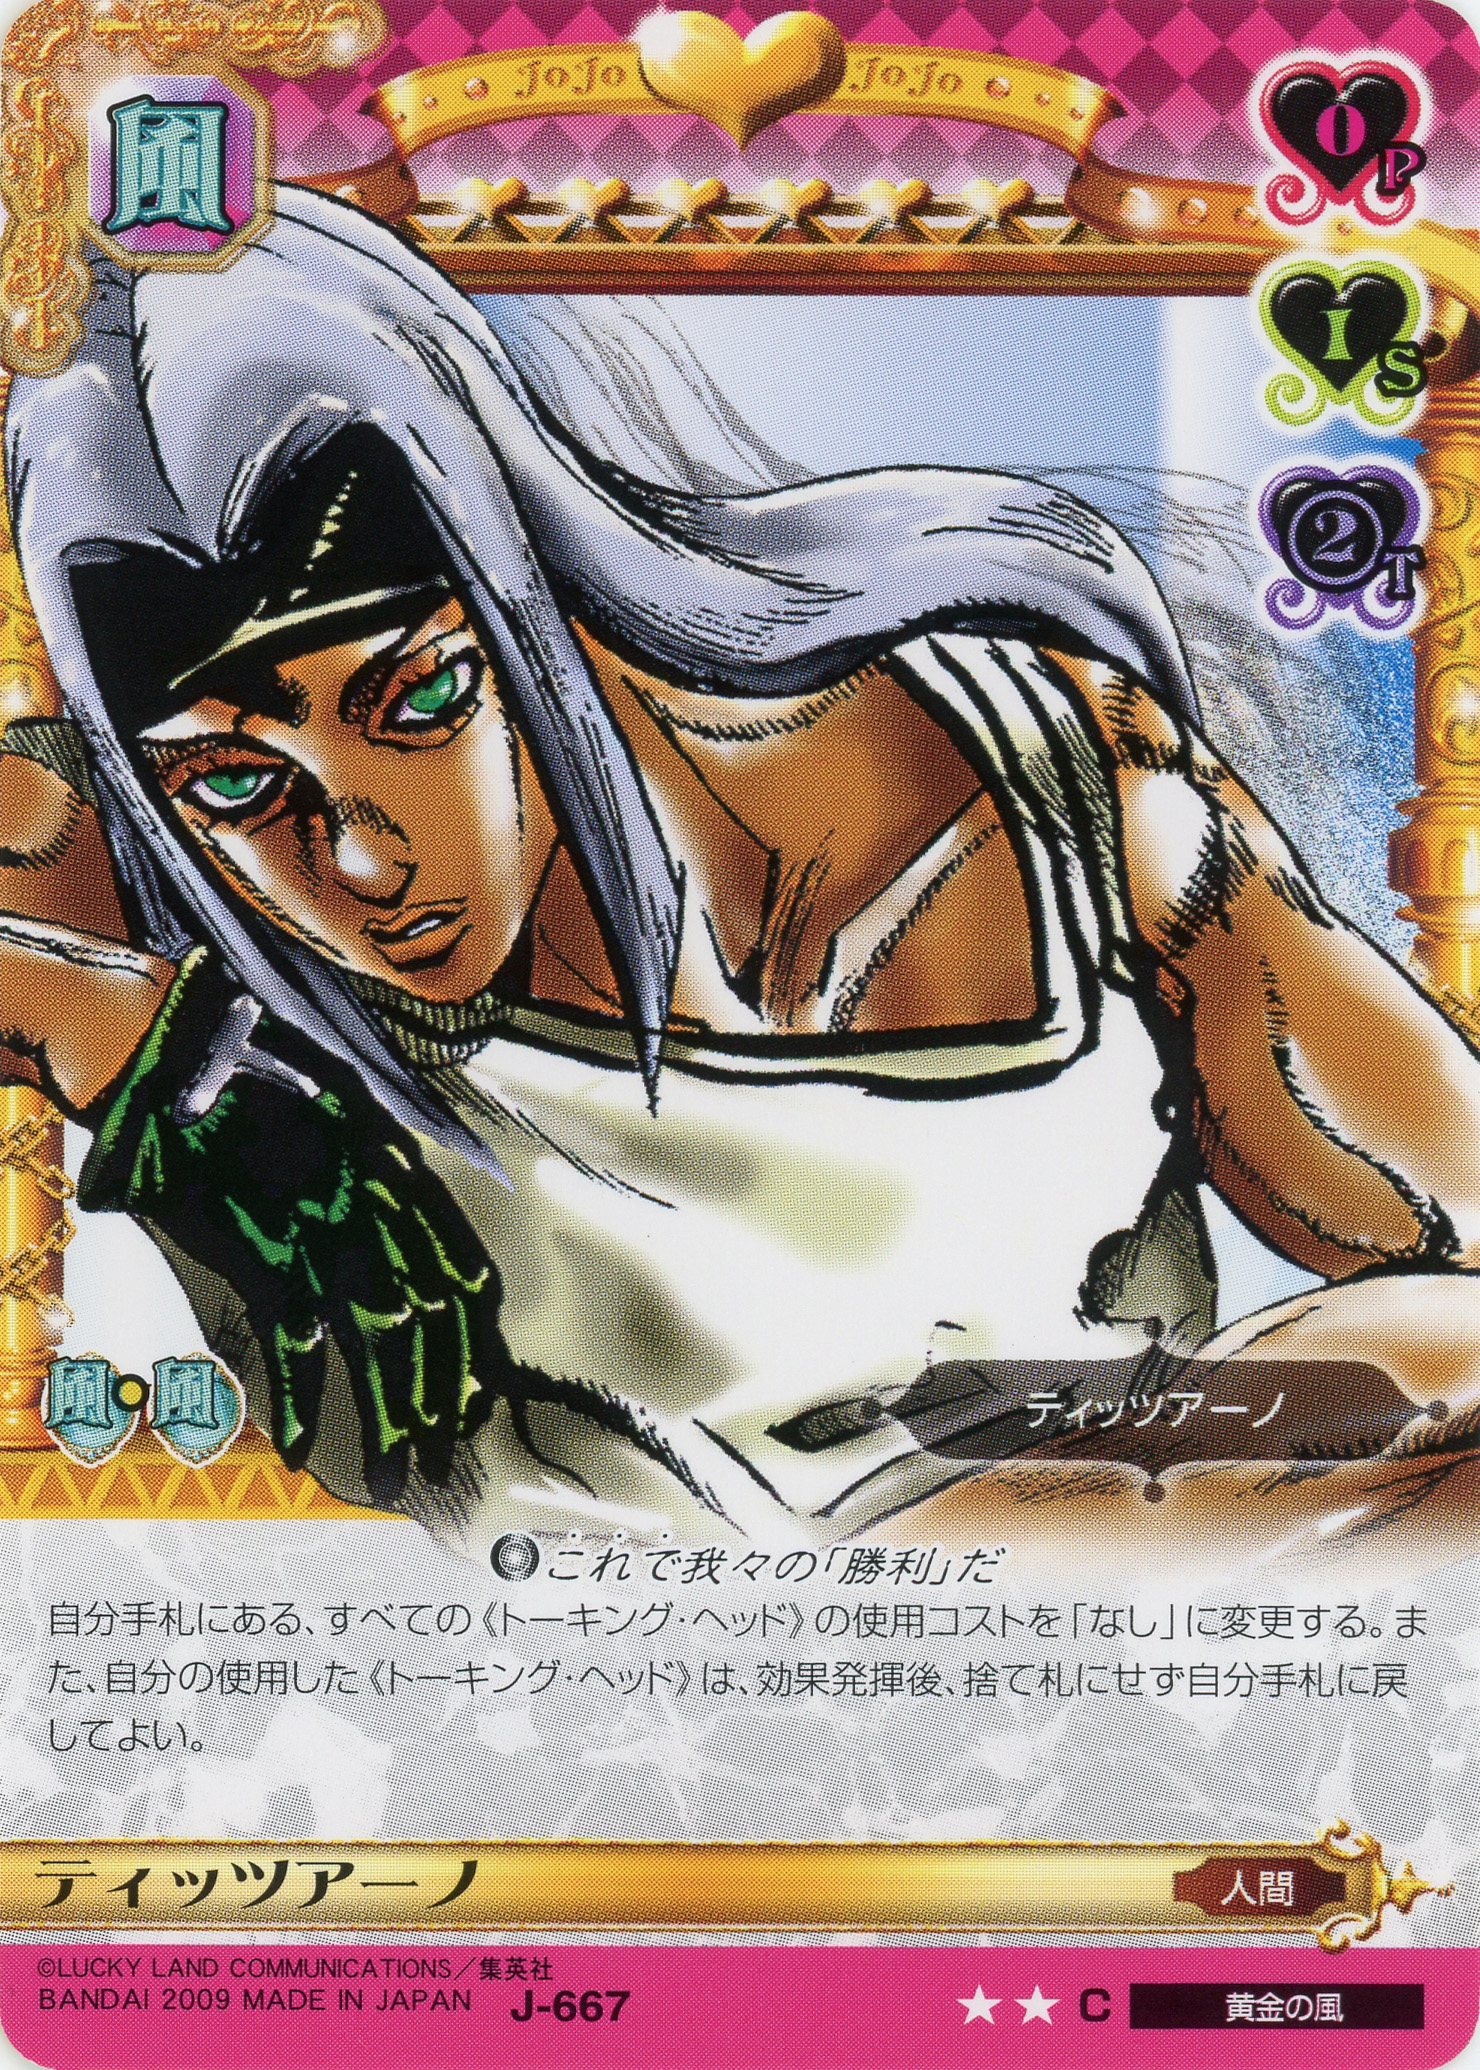 JoJo JoJo
風
0P
1S
2T
風・風
ティッツァーノ
◎これで我々の「勝利」だ
自分手札にある、すべての《トーキング・ヘッド》の使用コストを「なし」に変更する。ま
た、自分の使用した《トーキング・ヘッド》は、効果発揮後、捨て札にせず自分手札に戻
してよい。
ティッツァーノ
人間
©LUCKY LAND COMMUNICATIONS／集英社
BANDAI 2009 MADE IN JAPAN J-667
★★ C 黄金の風